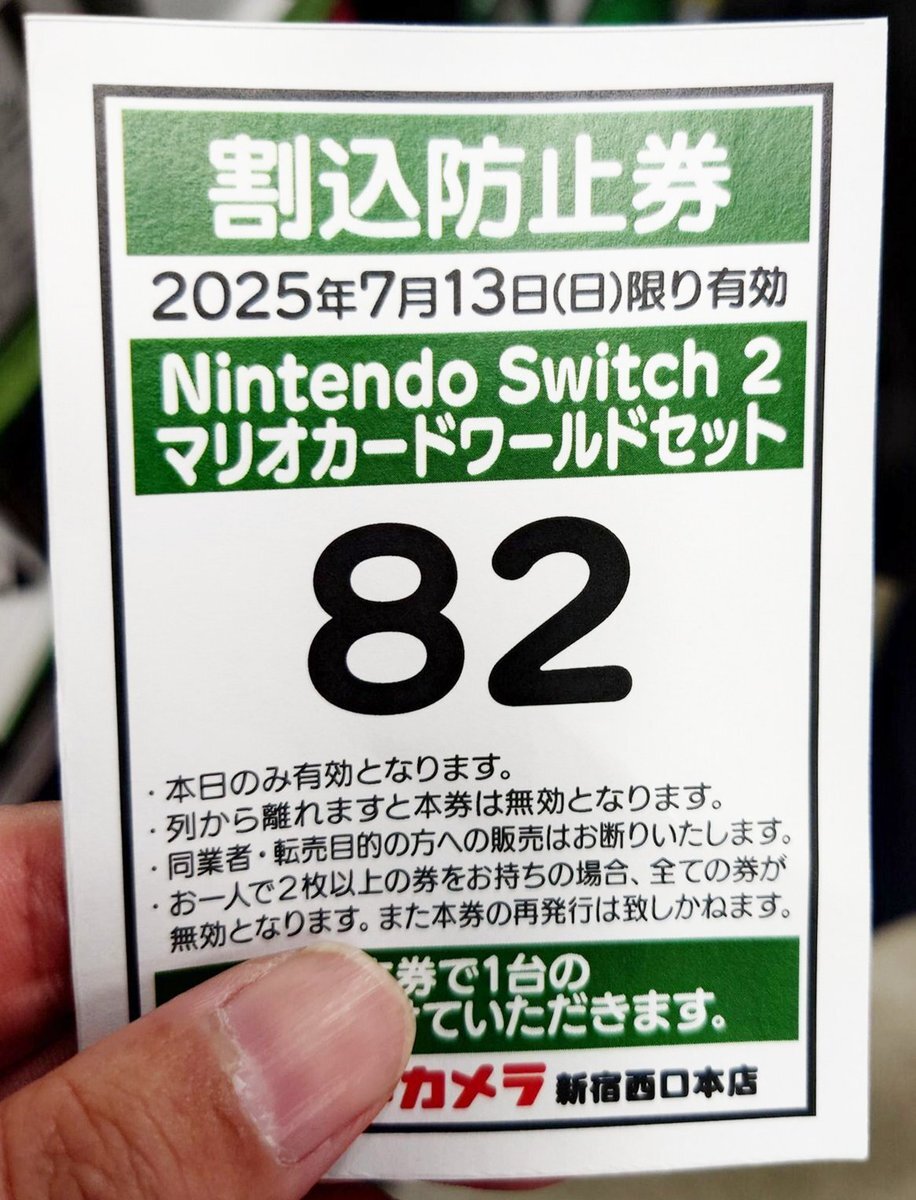 割込防止券
2025年7月13日(日)限り有効
Nintendo Switch 2
マリオカードワールドセット
82
・本日のみ有効となります。
・列から離れますと本券は無効となります。
・同業者・転売目的の方への販売はお断りいたします。
・お一人で2枚以上の券をお持ちの場合、全ての券が
無効となります。また本券の再発行は致しかねます。
券で1台の
ていただきます。
カメラ 新宿西口本店